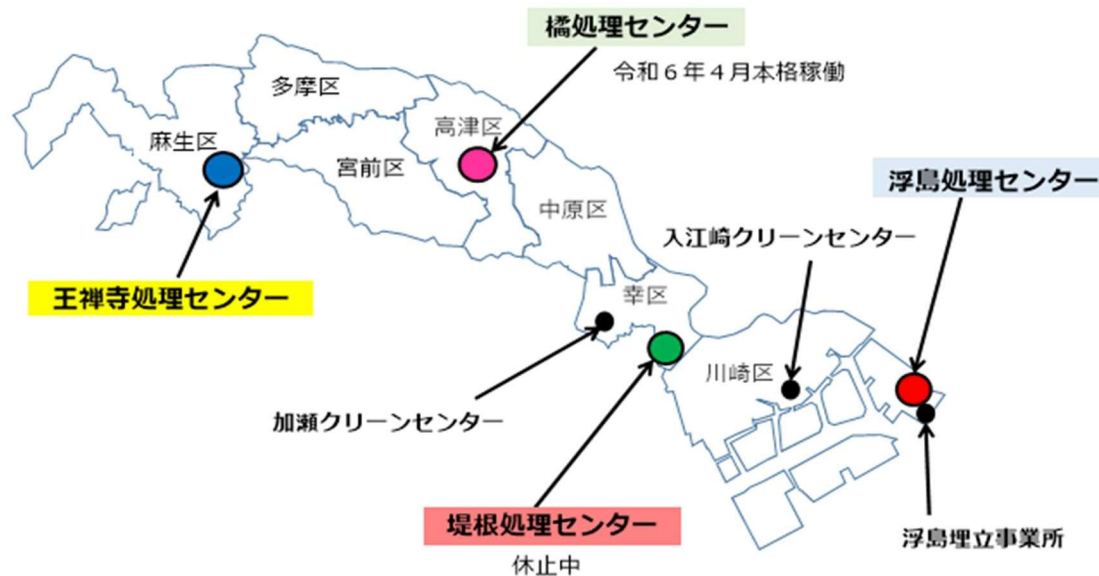 橘処理センター
令和6年4月本格稼働
多摩区
高津区
麻生区
宮前区
浮島処理センター
中原区
入江崎クリーンセンター
王禅寺処理センター
幸区
川崎区
加瀬クリーンセンター
堤根処理センター
浮島埋立事業所
休止中